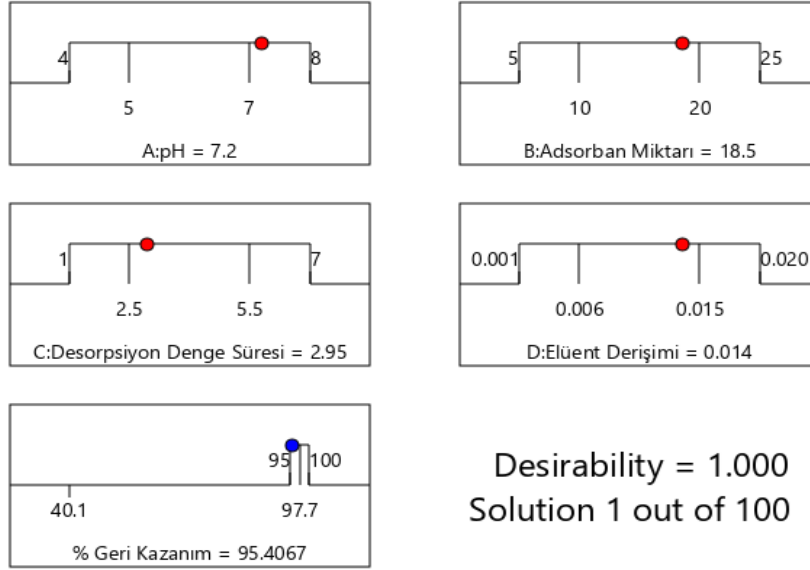 4 8
5 7
A:pH = 7.2
5 25
10 20
B:Adsorban Miktarı = 18.5
1 7
2.5 5.5
C:Desorpsiyon Denge Süresi = 2.95
0.001 0.020
0.006 0.015
D:Elüent Derişimi = 0.014
95 100
40.1 97.7
% Geri Kazanım = 95.4067
Desirability = 1.000
Solution 1 out of 100